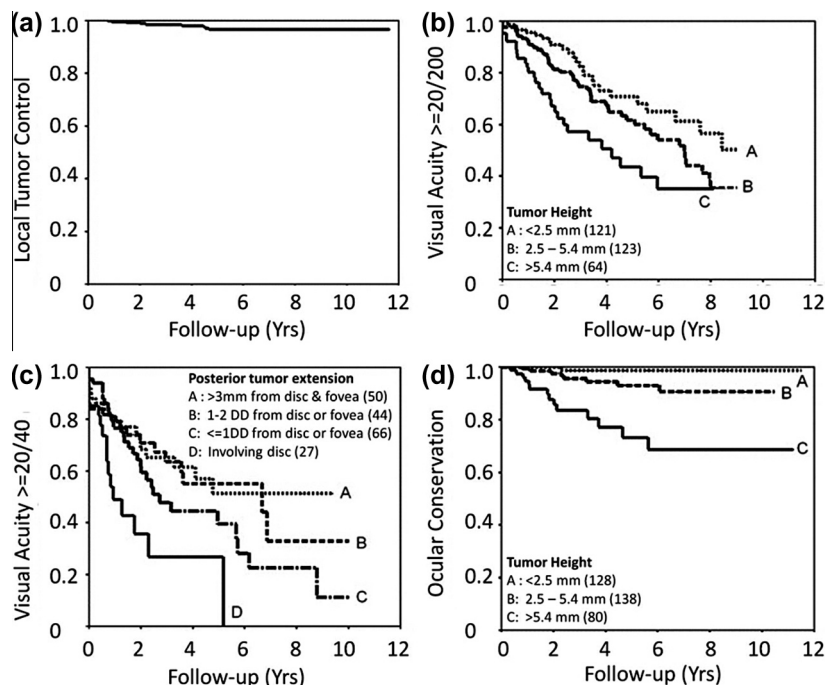 (a)
Local Tumor Control
1.0
0.8
0.6
0.4
0.2
0
0 2 4 6 8 10 12
Follow-up (Yrs)
(b)
Visual Acuity >=20/200
1.0
0.8
0.6
0.4
0.2
0
A
B
C
Tumor Height
A : <2.5 mm (121)
B: 2.5 – 5.4 mm (123)
C: >5.4 mm (64)
0 2 4 6 8 10 12
Follow-up (Yrs)
(c)
Visual Acuity >=20/40
1.0
0.8
0.6
0.4
0.2
0
Posterior tumor extension
A : >3mm from disc & fovea (50)
B: 1-2 DD from disc or fovea (44)
C: <=1DD from disc or fovea (66)
D: Involving disc (27)
A
B
C
D
0 2 4 6 8 10 12
Follow-up (Yrs)
(d)
Ocular Conservation
1.0
0.8
0.6
0.4
0.2
0
A
B
C
Tumor Height
A : <2.5 mm (128)
B: 2.5 – 5.4 mm (138)
C: >5.4 mm (80)
0 2 4 6 8 10 12
Follow-up (Yrs)